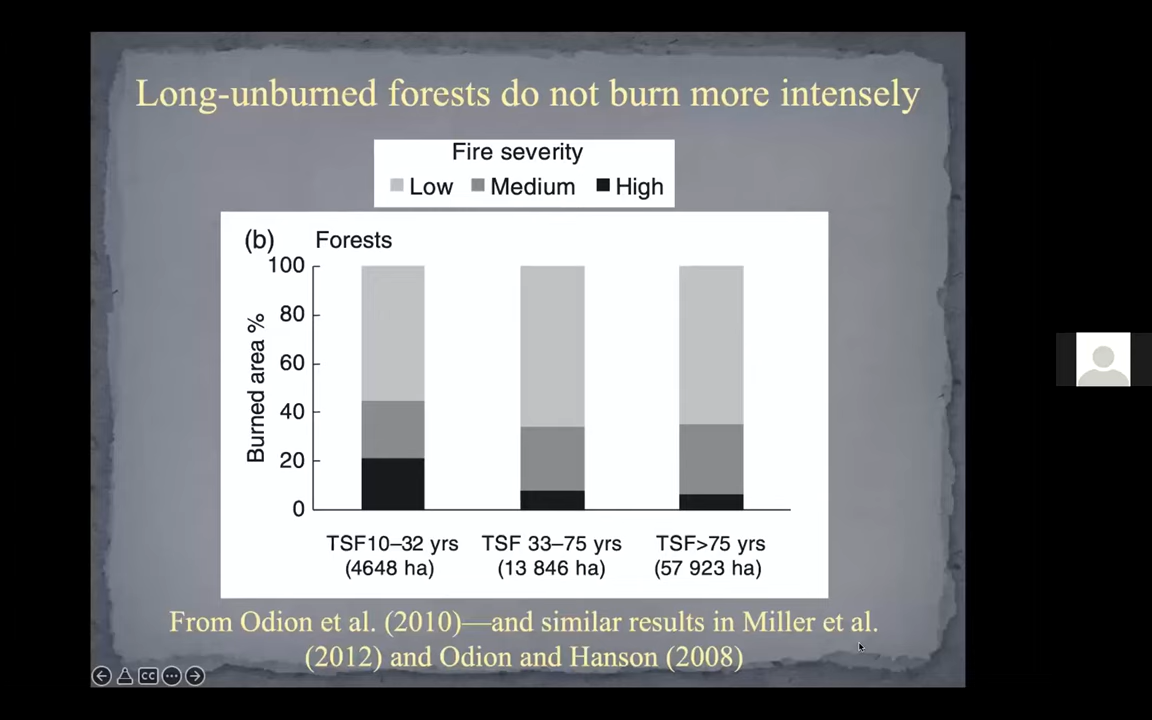 Long-unburned forests do not burn more intensely
Fire severity
Low Medium High
(b) Forests
100
80
60
40
20
0
Burned area %
TSF10–32 yrs TSF 33–75 yrs TSF>75 yrs
(4648 ha) (13 846 ha) (57 923 ha)
From Odion et al. (2010)—and similar results in Miller et al.
(2012) and Odion and Hanson (2008)
CC